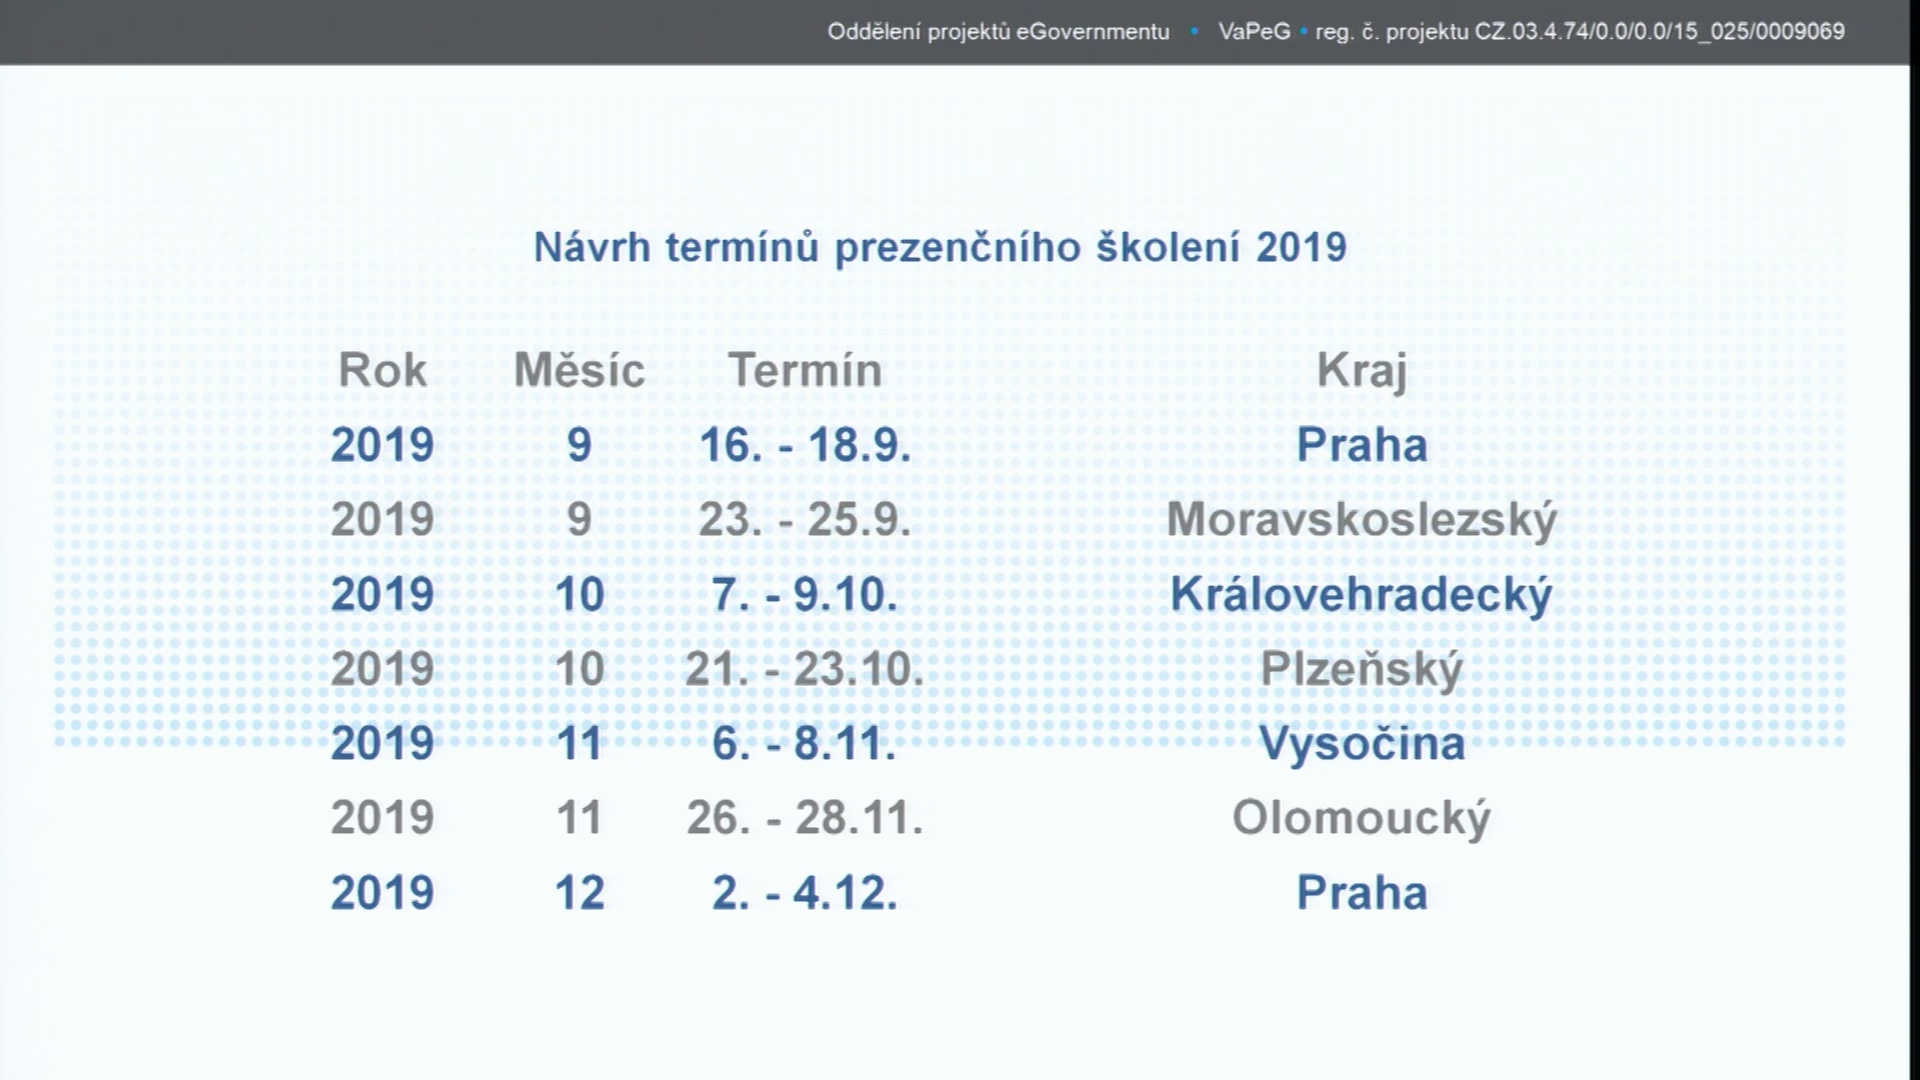 Oddělení projektů eGovernmentu • VaPeG • reg. č. projektu CZ.03.4.74/0.0/0.0/15_025/0009069
Návrh termínů prezenčního školení 2019
Rok Měsíc Termín Kraj
2019 9 16. - 18.9. Praha
2019 9 23. - 25.9. Moravskoslezský
2019 10 7. - 9.10. Královehradecký
2019 10 21. - 23.10. Plzeňský
2019 11 6. - 8.11. Vysočina
2019 11 26. - 28.11. Olomoucký
2019 12 2. - 4.12. Praha